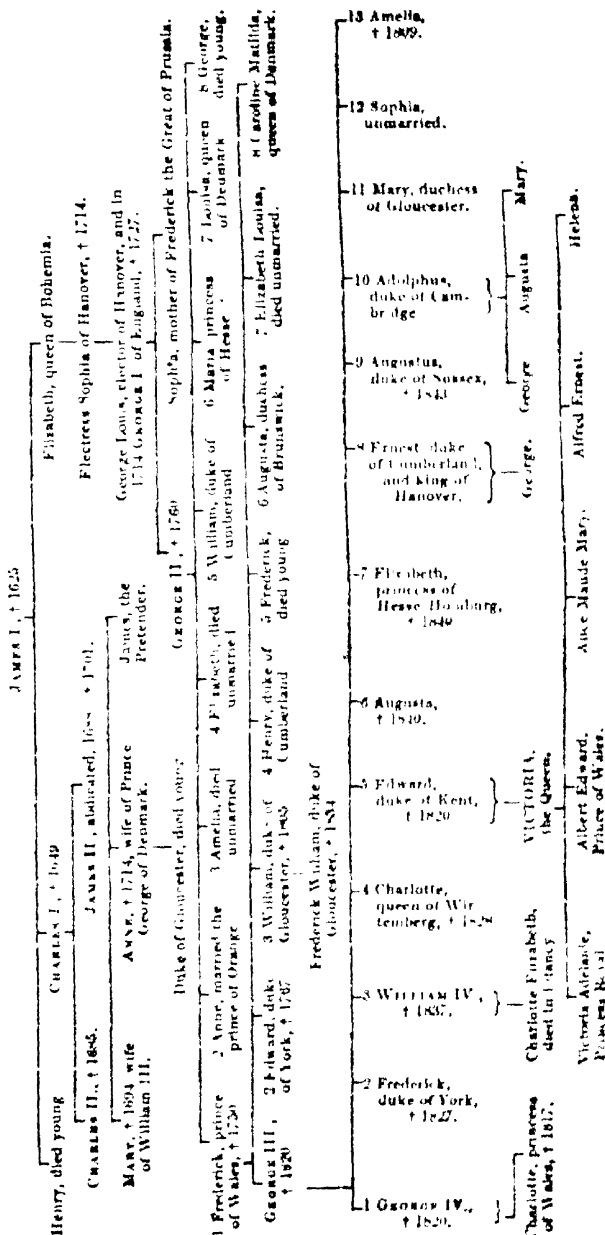 JAMES I., † 1625
Henry, died young
CHARLES I., † 1649
Elizabeth, queen of Bohemia.
CHARLES II., † 1685.
JAMES II., abdicated, 1688 † 1701.
Electress Sophia of Hanover, † 1714.
MARY, † 1694 wife
of William III.
ANNE, † 1714, wife of Prince
George of Denmark.
James, the
Pretender.
George Louis, elector of Hanover, and in
1714 GEORGE I of England, † 1727.
Duke of Gloucester, died young
GEORGE II., † 1760
Sophia, mother of Frederick the Great of Prussia.
1 Frederick, prince
of Wales, † 1750
2 Anne, married the
prince of Orange
3 Amelia, died
unmarried
4 Elizabeth, died
unmarried
5 William, duke of
Cumberland
6 Maria princess
of Hesse
7 Louisa, queen
of Denmark
8 George,
died young.
GEORGE III.,
† 1820
2 Edward, duke
of York, † 1767
3 William, duke of
Gloucester, † 1805
4 Henry, duke of
Cumberland
5 Frederick,
died young
6 Augusta, duchess
of Brunswick.
7 Elizabeth Louisa,
died unmarried.
8 Caroline Matilda,
queen of Denmark.
Frederick William, duke of
Gloucester, † 1834
1 GEORGE IV.,
† 1820.
2 Frederick,
duke of York,
† 1827.
3 WILLIAM IV.,
† 1837.
4 Charlotte,
queen of Wir
temberg, † 1828
5 Edward,
duke of Kent,
† 1820
6 Augusta,
† 1840.
7 Elizabeth,
princess of
Hesse Homburg,
† 1840
8 Ernest duke
of Cumberland,
and king of
Hanover.
9 Augustus,
duke of Sussex,
† 1843
10 Adolphus,
duke of Cam-
bridge
11 Mary, duchess
of Gloucester.
12 Sophia,
unmarried.
13 Amelia,
† 1809.
Charlotte, princess
of Wales, † 1817.
Charlotte Elizabeth,
died in infancy
VICTORIA.
the Queen.
George.
George
Augusta
Mary.
Victoria Adelaide,
Princess Royal
Albert Edward.
Prince of Wales.
Alice Maude Mary.
Alfred Ernest.
Helena.